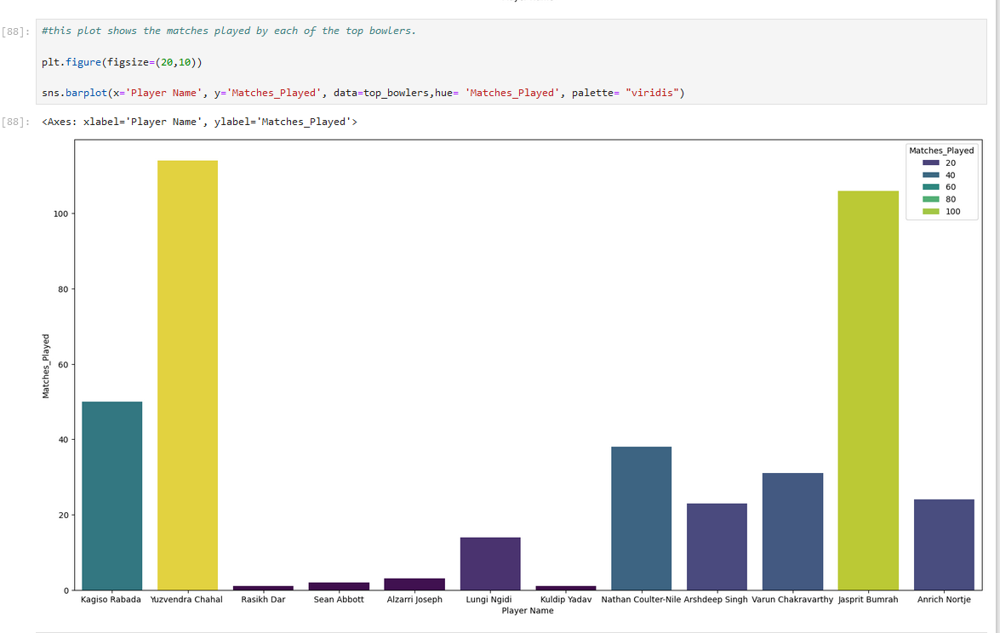 [88]: #this plot shows the matches played by each of the top bowlers.
plt.figure(figsize=(20,10))
sns.barplot(x='Player Name', y='Matches_Played', data=top_bowlers,hue= 'Matches_Played', palette= "viridis")
[88]: <Axes: xlabel='Player Name', ylabel='Matches_Played'>
Matches_Played
20
40
60
80
100
100
80
60
40
20
0
Matches_Played
Kagiso Rabada Yuzvendra Chahal Rasikh Dar Sean Abbott Alzarri Joseph Lungi Ngidi Kuldip Yadav Nathan Coulter-Nile Arshdeep Singh Varun Chakravarthy Jasprit Bumrah Anrich Nortje
Player Name